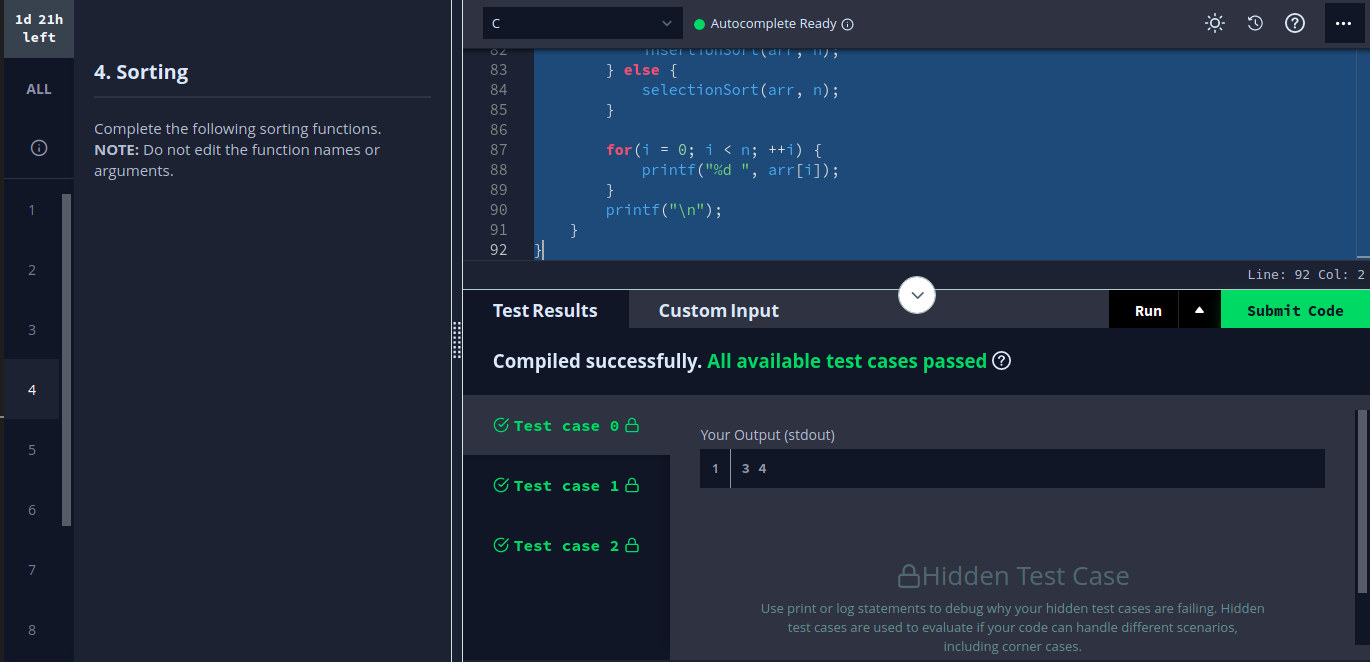 1d 21h
left
ALL
1
2
3
4
5
6
7
8
4. Sorting
Complete the following sorting functions.
NOTE: Do not edit the function names or
arguments.
C
Autocomplete Ready
82 insertionSort(arr, n);
83 } else {
84 selectionSort(arr, n);
85 }
86
87 for(i = 0; i < n; ++i) {
88 printf("%d ", arr[i]);
89 }
90 printf("\n");
91 }
92 }
Line: 92 Col: 2
Test Results
Custom Input
Run
Submit Code
Compiled successfully. All available test cases passed
Test case 0
Test case 1
Test case 2
Your Output (stdout)
1 3 4
Hidden Test Case
Use print or log statements to debug why your hidden test cases are failing. Hidden
test cases are used to evaluate if your code can handle different scenarios,
including corner cases.